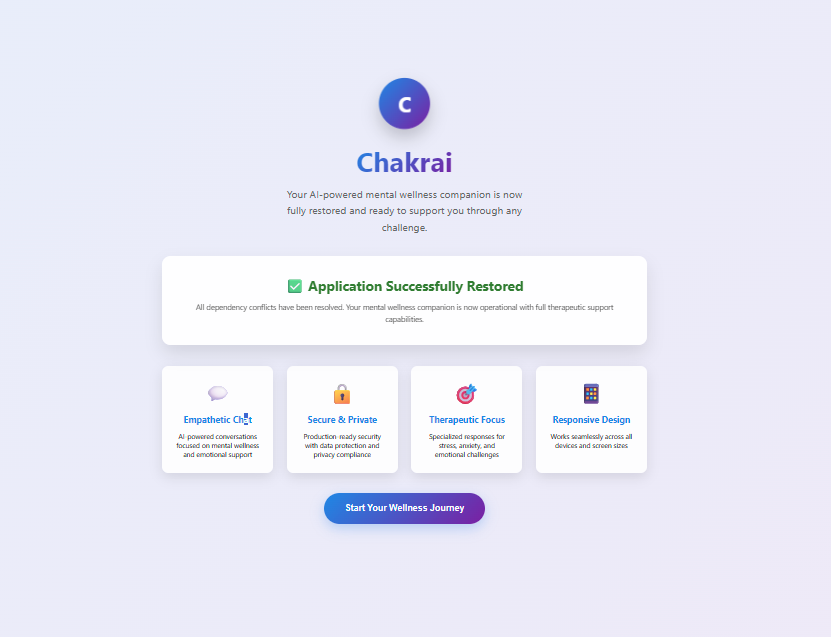 C
Chakrai
Your AI-powered mental wellness companion is now
fully restored and ready to support you through any
challenge.
✅ Application Successfully Restored
All dependency conflicts have been resolved. Your mental wellness companion is now operational with full therapeutic support
capabilities.
Empathetic Chat
AI-powered conversations
focused on mental wellness
and emotional support
Secure & Private
Production-ready security
with data protection and
privacy compliance
Therapeutic Focus
Specialized responses for
stress, anxiety, and
emotional challenges
Responsive Design
Works seamlessly across all
devices and screen sizes
Start Your Wellness Journey